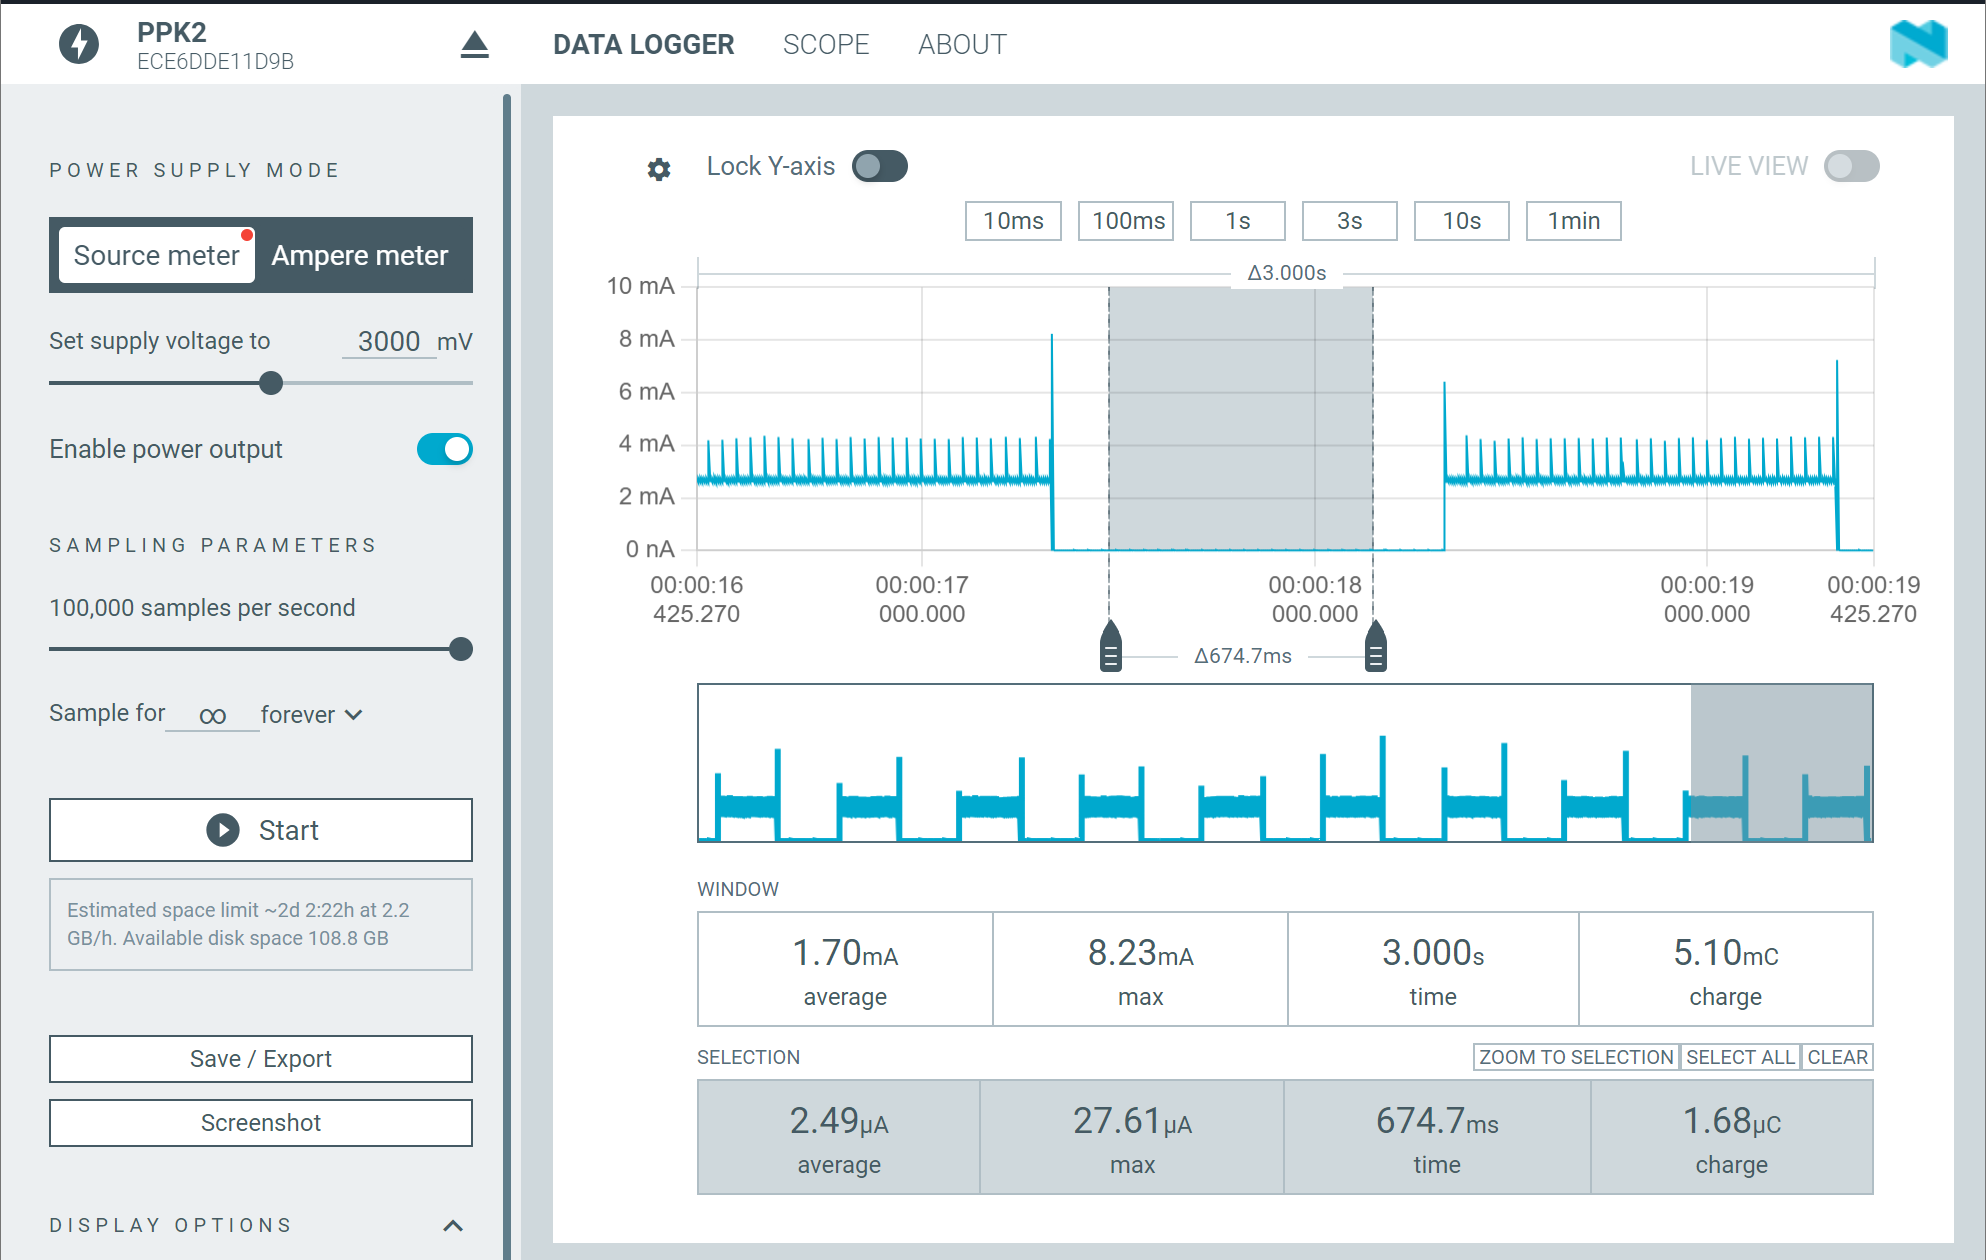 PPK2
ECE6DDE11D9B
DATA LOGGER
SCOPE
ABOUT
POWER SUPPLY MODE
Source meter
Ampere meter
Set supply voltage to 3000 mV
Enable power output
SAMPLING PARAMETERS
100,000 samples per second
Sample for ∞ forever
Start
Estimated space limit ~2d 2:22h at 2.2
GB/h. Available disk space 108.8 GB
Save / Export
Screenshot
DISPLAY OPTIONS
Lock Y-axis
LIVE VIEW
10ms
100ms
1s
3s
10s
1min
Δ3.000s
10 mA
8 mA
6 mA
4 mA
2 mA
0 nA
00:00:16
425.270
00:00:17
000.000
00:00:18
000.000
00:00:19
000.000
00:00:19
425.270
Δ674.7ms
WINDOW
1.70mA
average
8.23mA
max
3.000s
time
5.10mC
charge
SELECTION
ZOOM TO SELECTION
SELECT ALL
CLEAR
2.49µA
average
27.61µA
max
674.7ms
time
1.68µC
charge